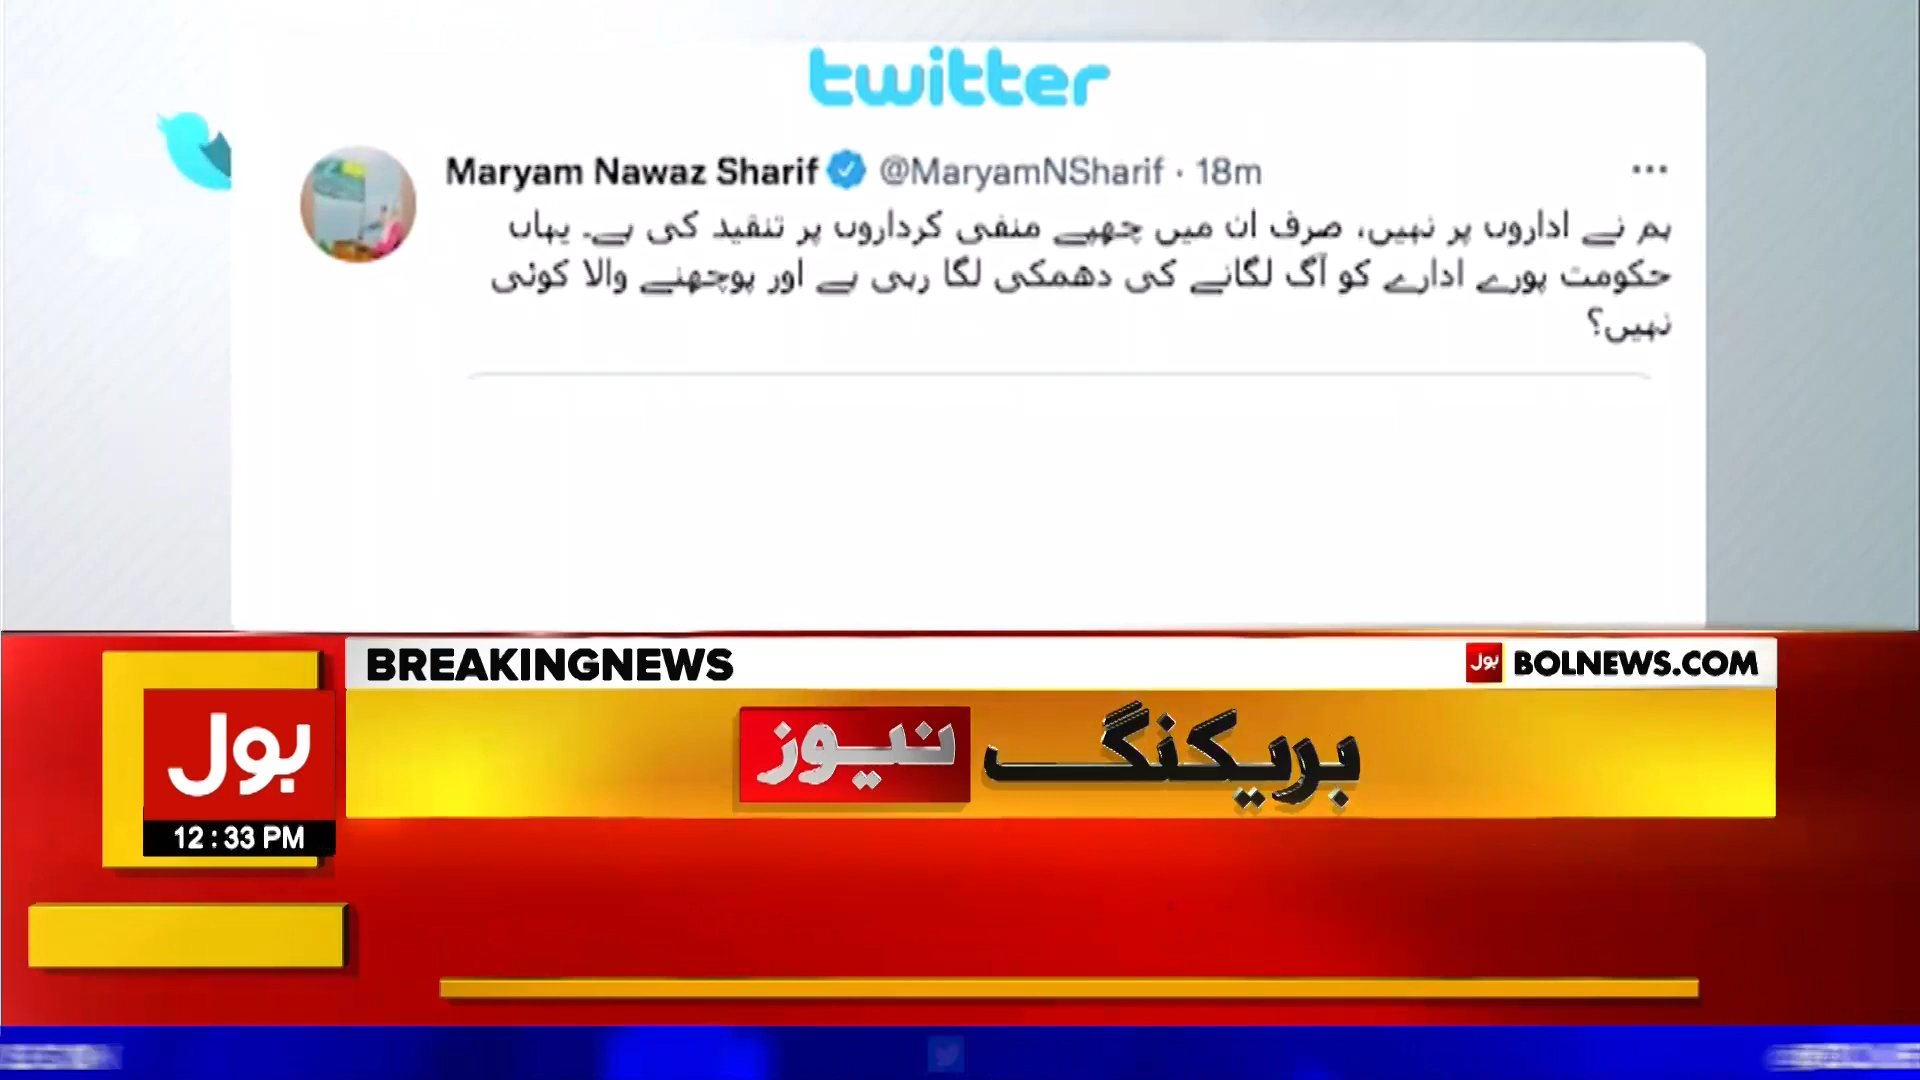 twitter
Maryam Nawaz Sharif @MaryamNSharif · 18m
ہم نے اداروں پر نہیں، صرف ان میں چھپے منفی کرداروں پر تنقید کی ہے۔ یہاں
حکومت پورے ادارے کو آگ لگانے کی دھمکی لگا رہی ہے اور پوچھنے والا کوئی
نہیں؟
BREAKINGNEWS
بول BOLNEWS.COM
بریکنگ نیوز
بول
12:33 PM